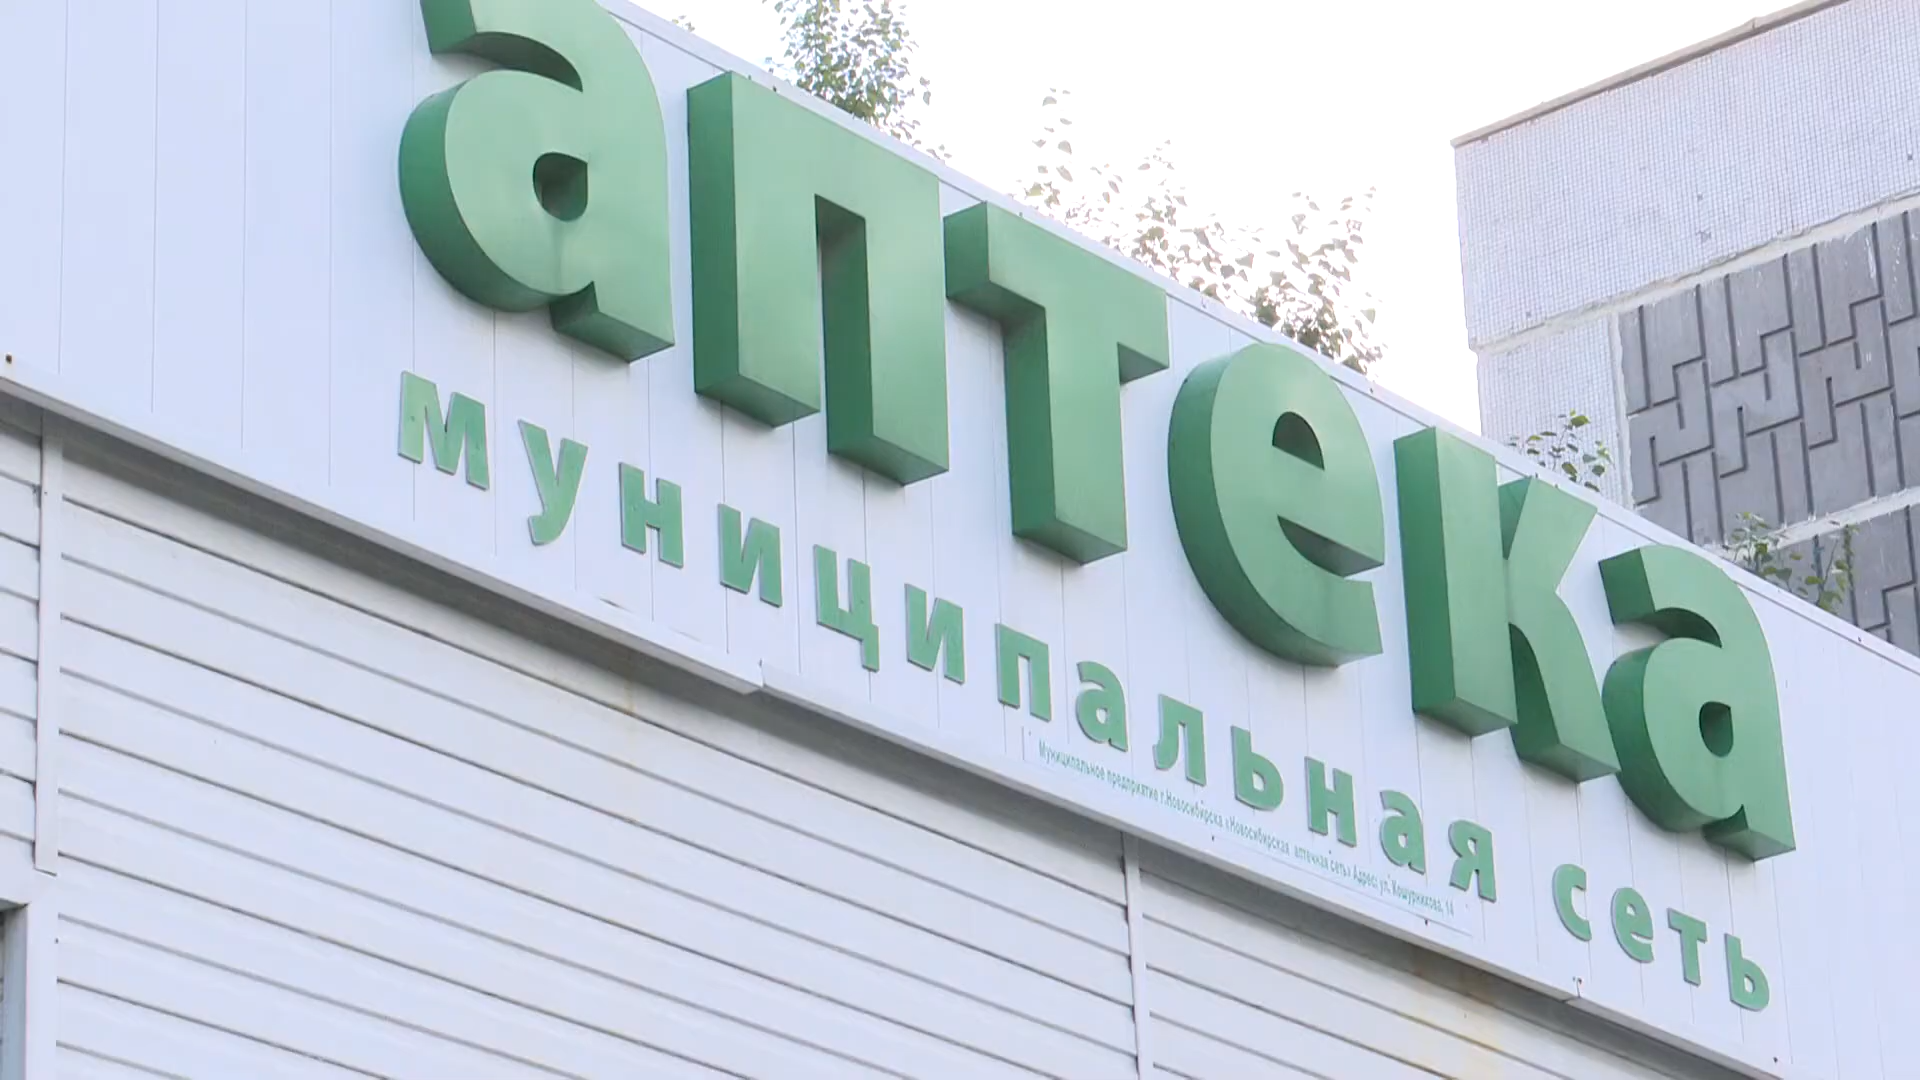 аптека
муниципальная сеть
Муниципальное предприятие г.Новосибирска «Новосибирская аптечная сеть» Адрес: ул. Кошурникова, 14